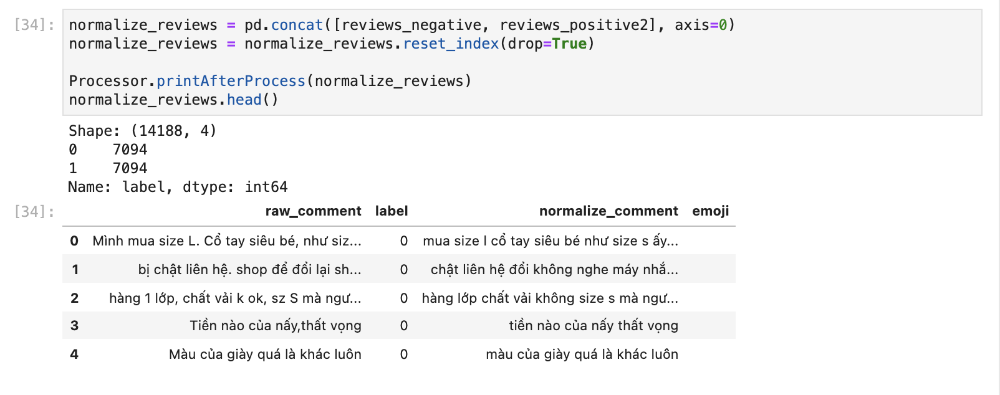 [34]: normalize_reviews = pd.concat([reviews_negative, reviews_positive2], axis=0)
normalize_reviews = normalize_reviews.reset_index(drop=True)
Processor.printAfterProcess(normalize_reviews)
normalize_reviews.head()
Shape: (14188, 4)
0 7094
1 7094
Name: label, dtype: int64
[34]: raw_comment label normalize_comment emoji
0 Mình mua size L. Cổ tay siêu bé, như siz... 0 mua size l cổ tay siêu bé như size s ấy...
1 bị chật liên hệ. shop để đổi lại sh... 0 chật liên hệ đổi không nghe máy nhắ...
2 hàng 1 lớp, chất vải k ok, sz S mà ngư... 0 hàng lớp chất vải không size s mà ngư...
3 Tiền nào của nấy,thất vọng 0 tiền nào của nấy thất vọng
4 Màu của giày quá là khác luôn 0 màu của giày quá là khác luôn